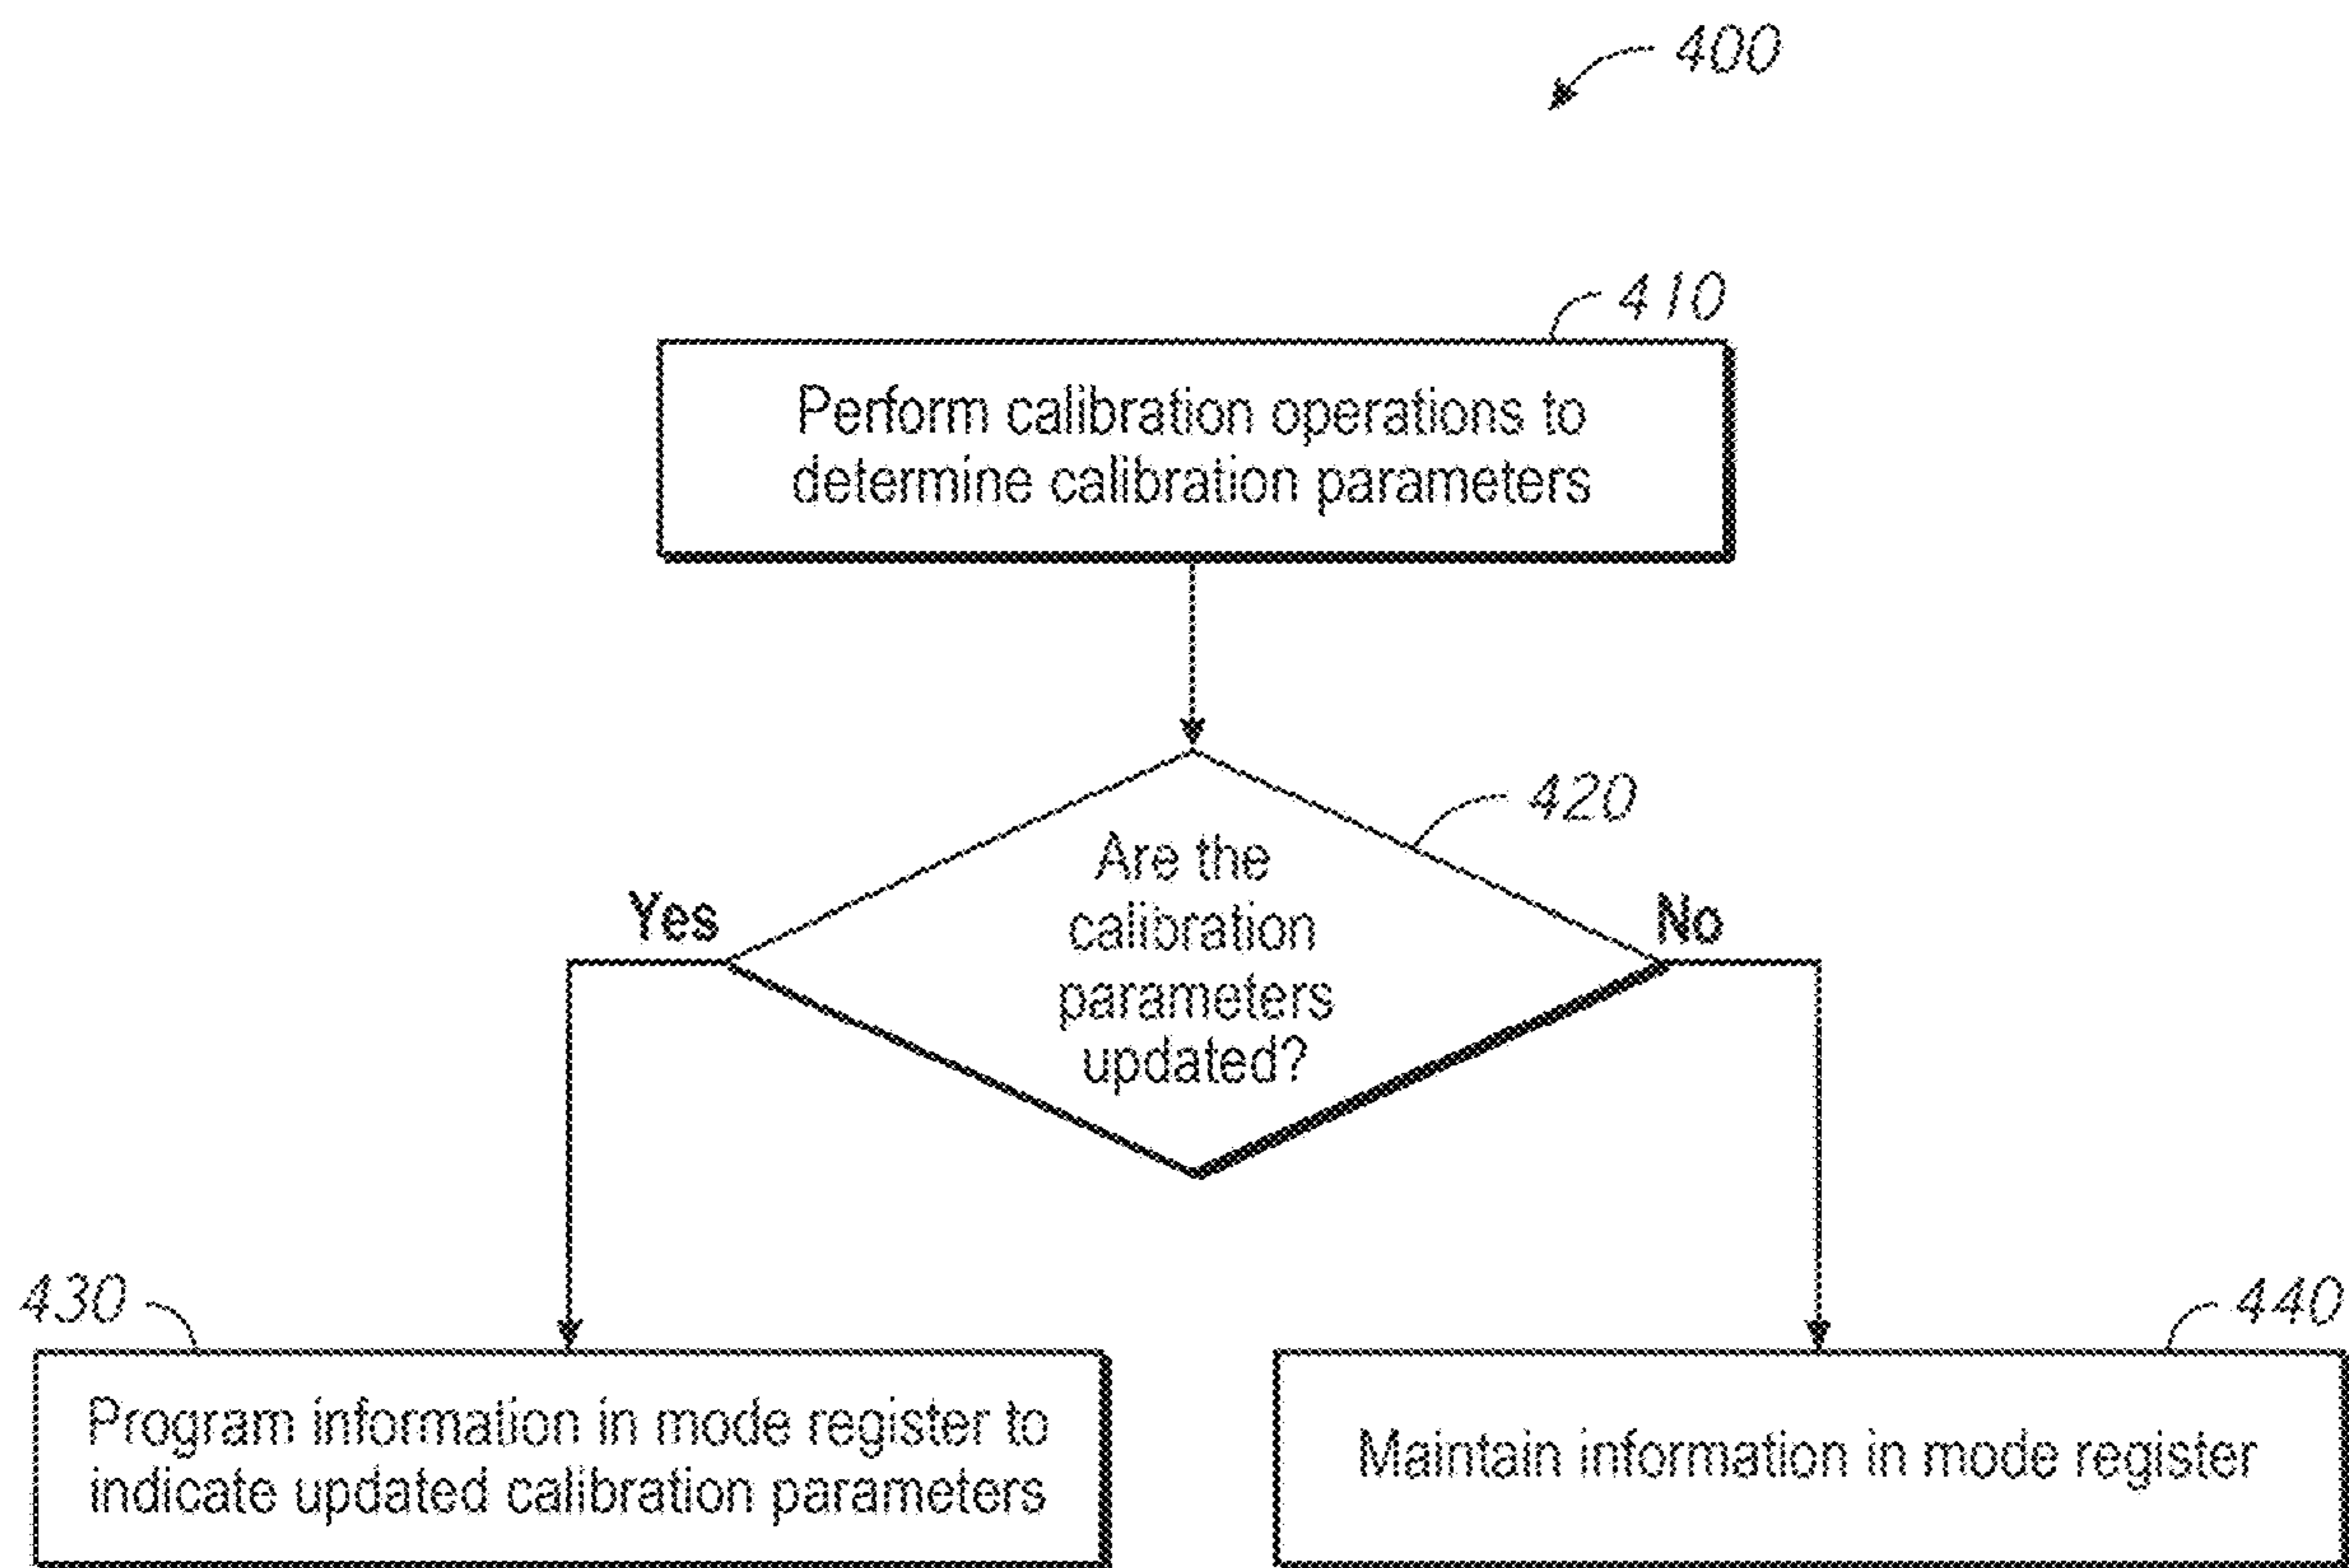 400
410
Perform calibration operations to
determine calibration parameters
420
Are the
calibration
parameters
updated?
Yes
No
430
440
Program information in mode register to
indicate updated calibration parameters
Maintain information in mode register